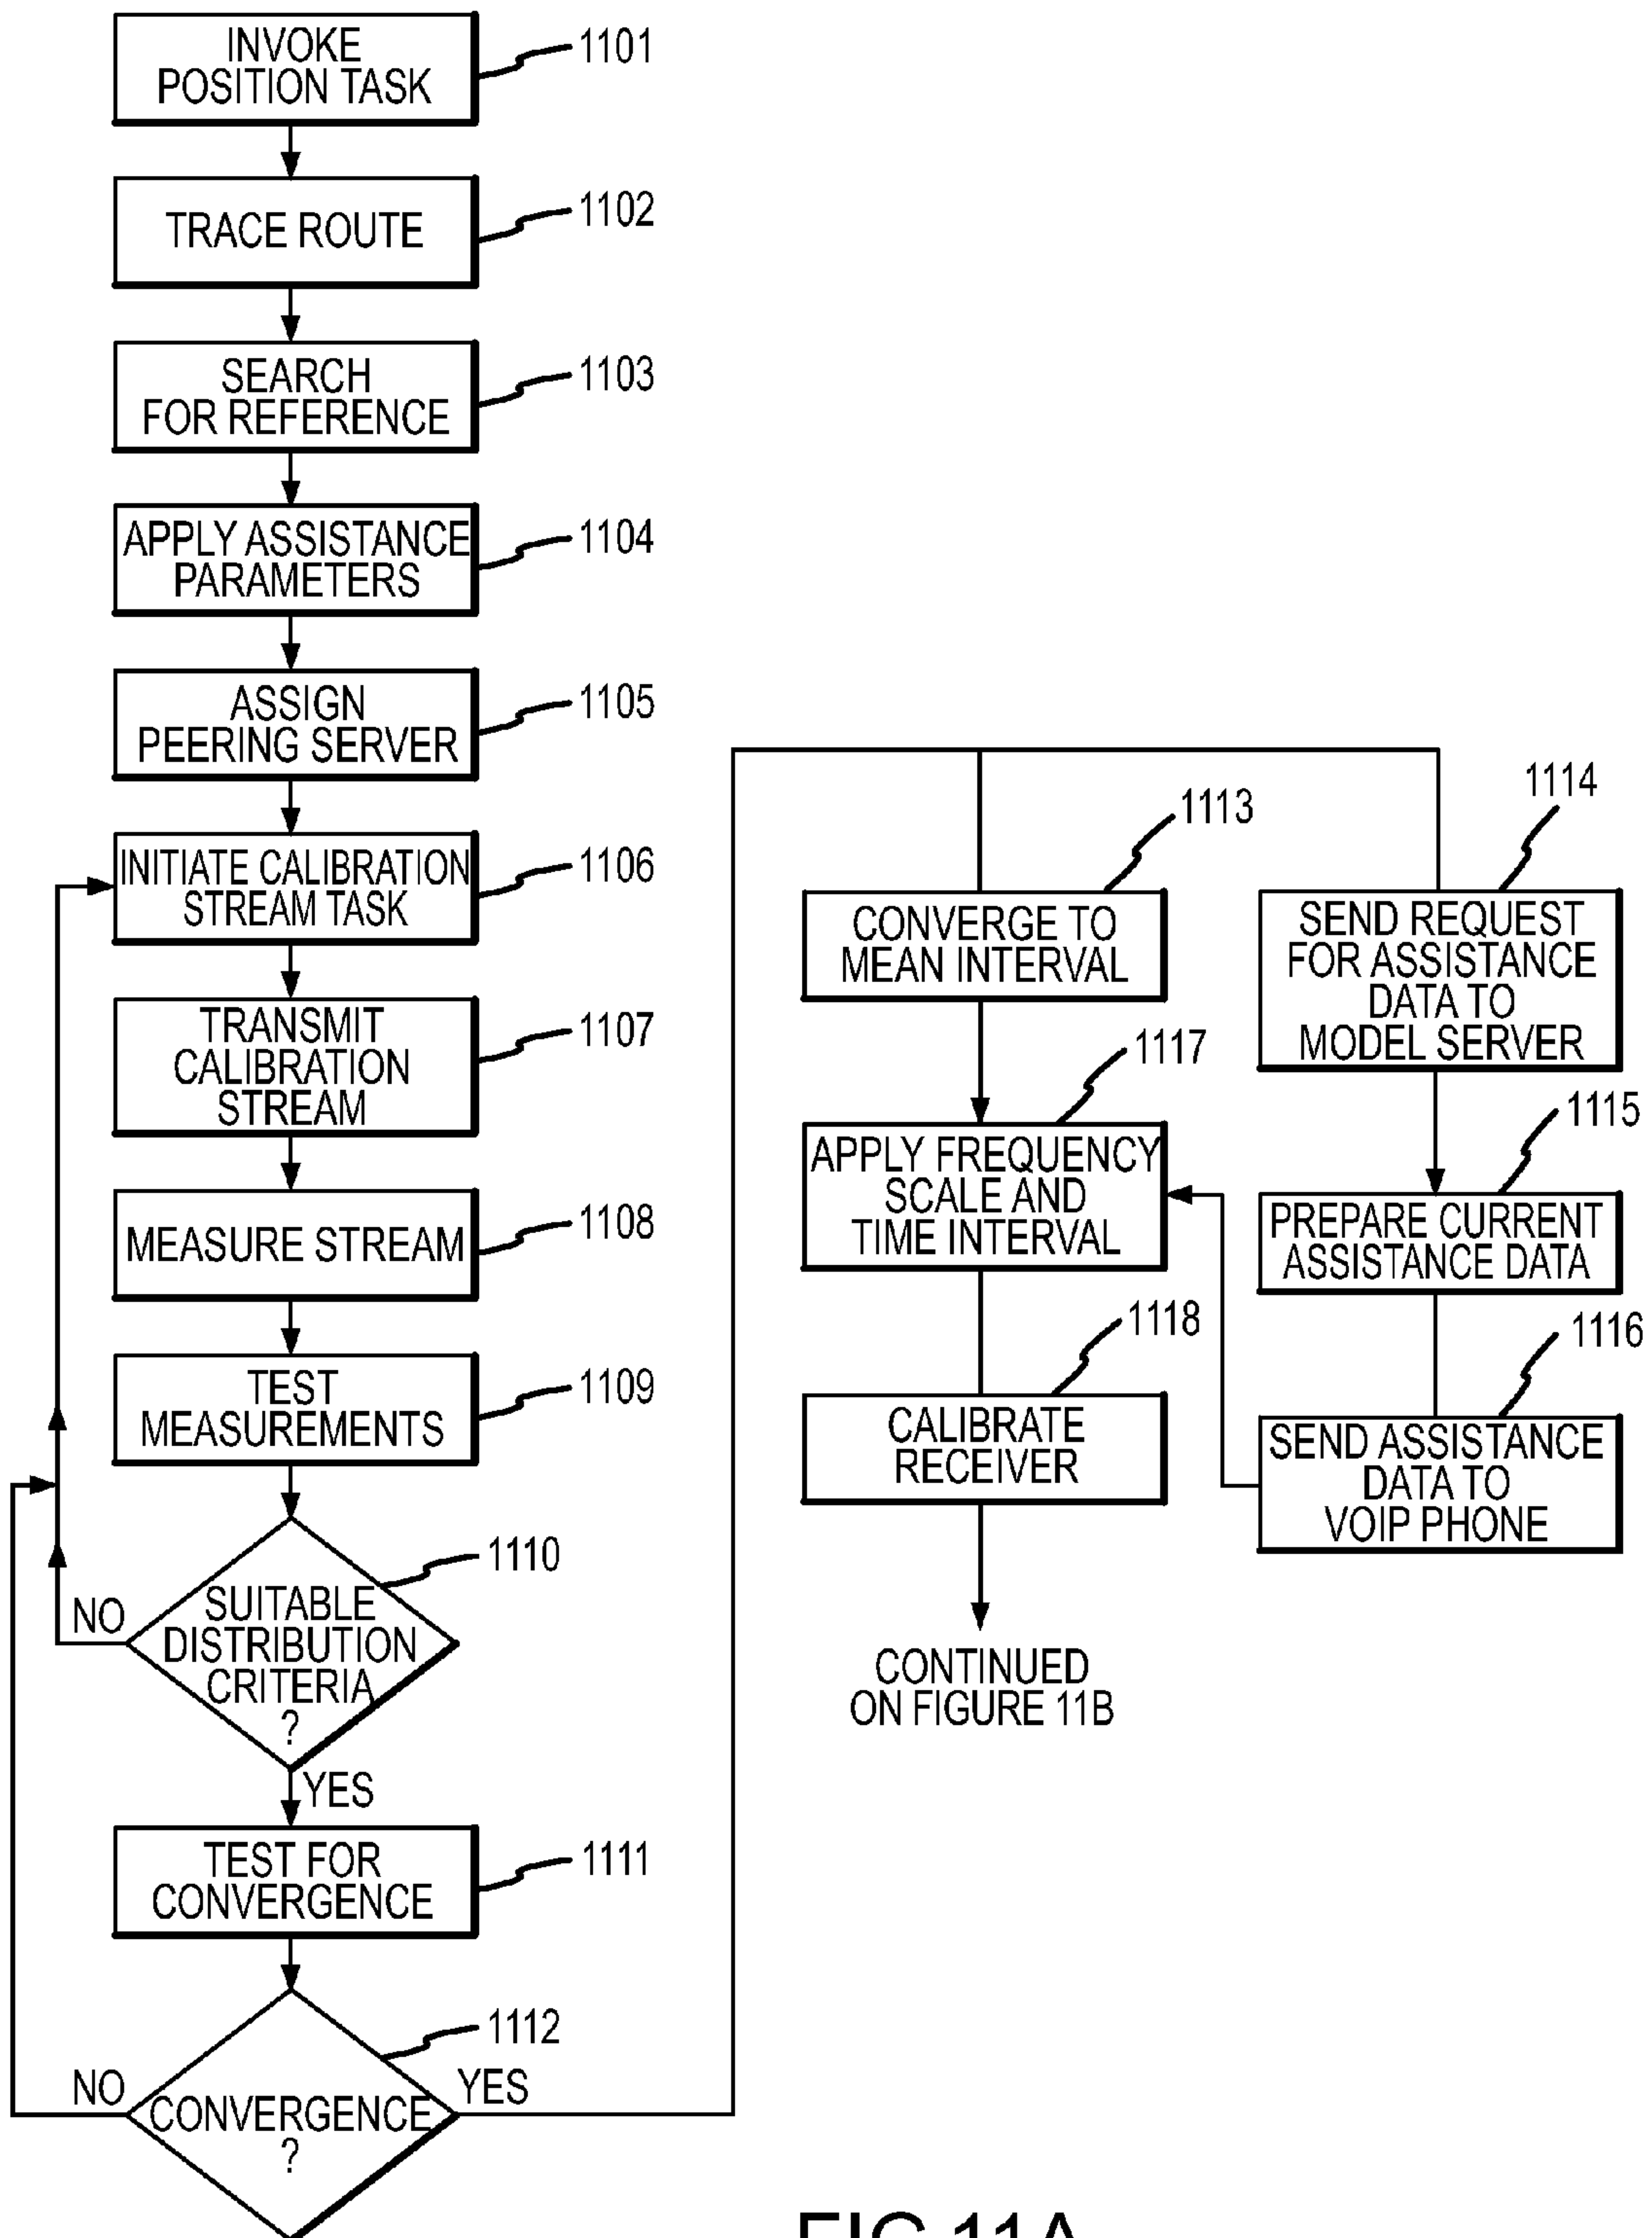 INVOKE
POSITION TASK
1101
TRACE ROUTE
1102
SEARCH
FOR REFERENCE
1103
APPLY ASSISTANCE
PARAMETERS
1104
ASSIGN
PEERING SERVER
1105
INITIATE CALIBRATION
STREAM TASK
1106
TRANSMIT
CALIBRATION
STREAM
1107
MEASURE STREAM
1108
TEST
MEASUREMENTS
1109
SUITABLE
DISTRIBUTION
CRITERIA
?
1110
NO
YES
TEST FOR
CONVERGENCE
1111
CONVERGENCE
?
1112
NO
YES
CONVERGE TO
MEAN INTERVAL
1113
SEND REQUEST
FOR ASSISTANCE
DATA TO
MODEL SERVER
1114
PREPARE CURRENT
ASSISTANCE DATA
1115
SEND ASSISTANCE
DATA TO
VOIP PHONE
1116
APPLY FREQUENCY
SCALE AND
TIME INTERVAL
1117
CALIBRATE
RECEIVER
1118
CONTINUED
ON FIGURE 11B
FIG.11A